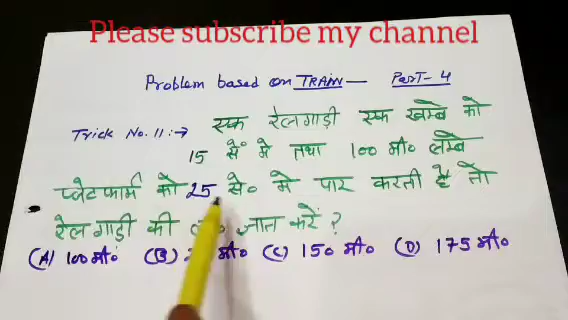 Please subscribe my channel
Problem based on TRAIN — Part-4
Trick No. 11:→ एक रेलगाड़ी एक खम्बे को
15 से० में तथा 100 मी० लम्बे
प्लेटफार्म को 25 से० में पार करती है तो
रेलगाड़ी की ज्ञात करें ?
(A) 100 मी० (B) मी० (C) 150 मी० (D) 175 मी०